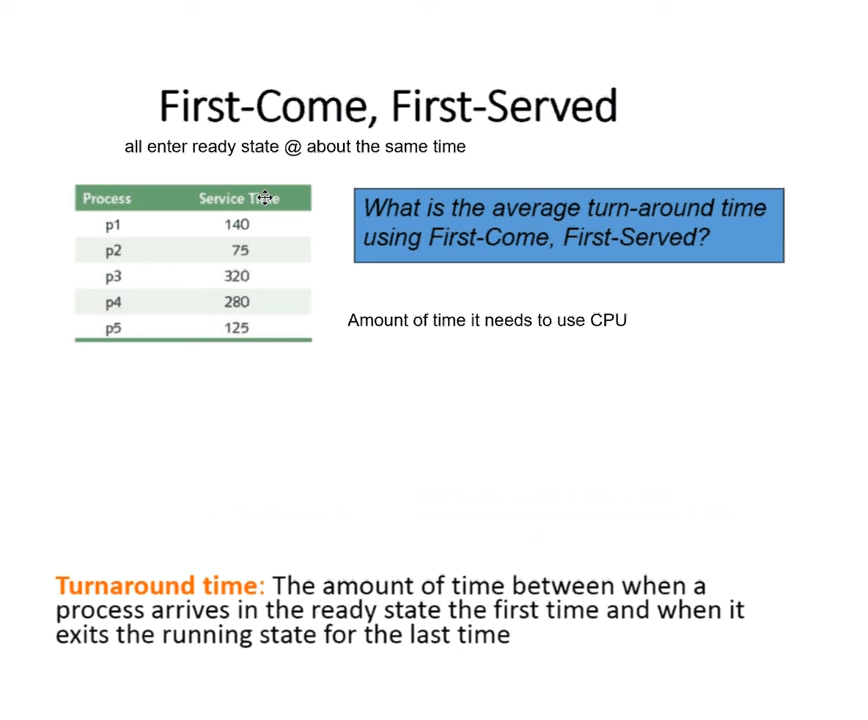 First-Come, First-Served
all enter ready state @ about the same time
Process Service Time
p1 140
p2 75
p3 320
p4 280
p5 125
What is the average turn-around time
using First-Come, First-Served?
Amount of time it needs to use CPU
Turnaround time: The amount of time between when a
process arrives in the ready state the first time and when it
exits the running state for the last time